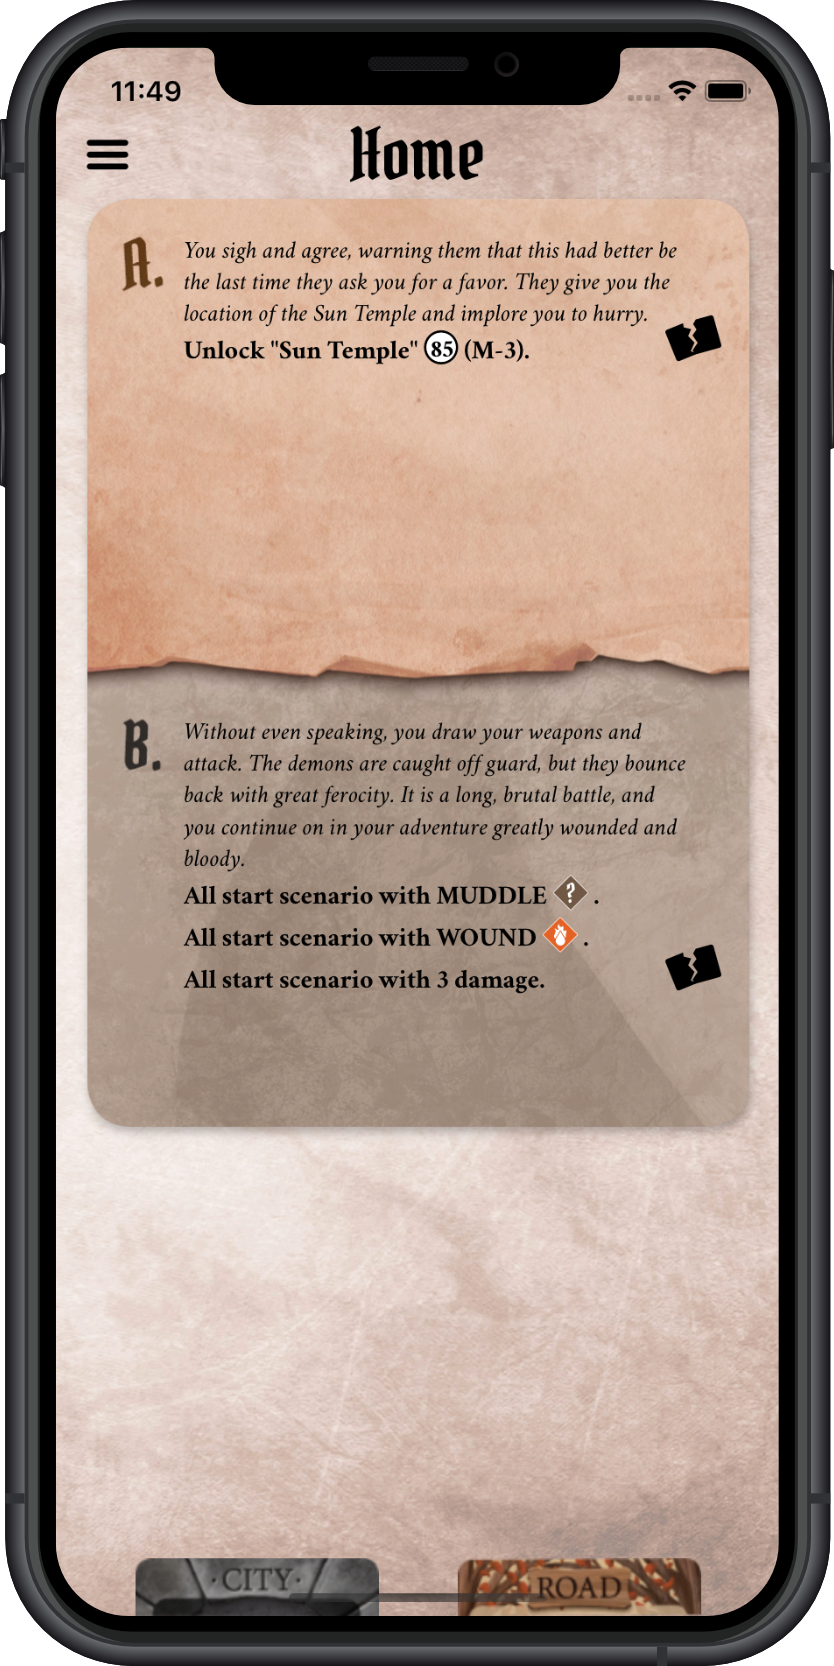 11:49
Home
A.
You sigh and agree, warning them that this had better be
the last time they ask you for a favor. They give you the
location of the Sun Temple and implore you to hurry.
Unlock "Sun Temple" 85 (M-3).
B.
Without even speaking, you draw your weapons and
attack. The demons are caught off guard, but they bounce
back with great ferocity. It is a long, brutal battle, and
you continue on in your adventure greatly wounded and
bloody.
All start scenario with MUDDLE ? .
All start scenario with WOUND .
All start scenario with 3 damage.
·CITY·
ROAD